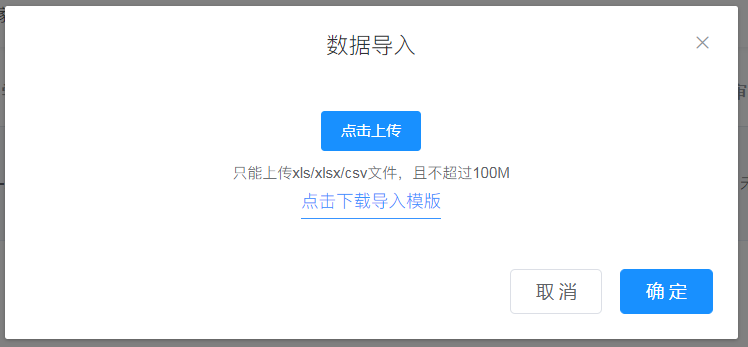 数据导入
点击上传
只能上传xls/xlsx/csv文件，且不超过100M
点击下载导入模版
取消
确定